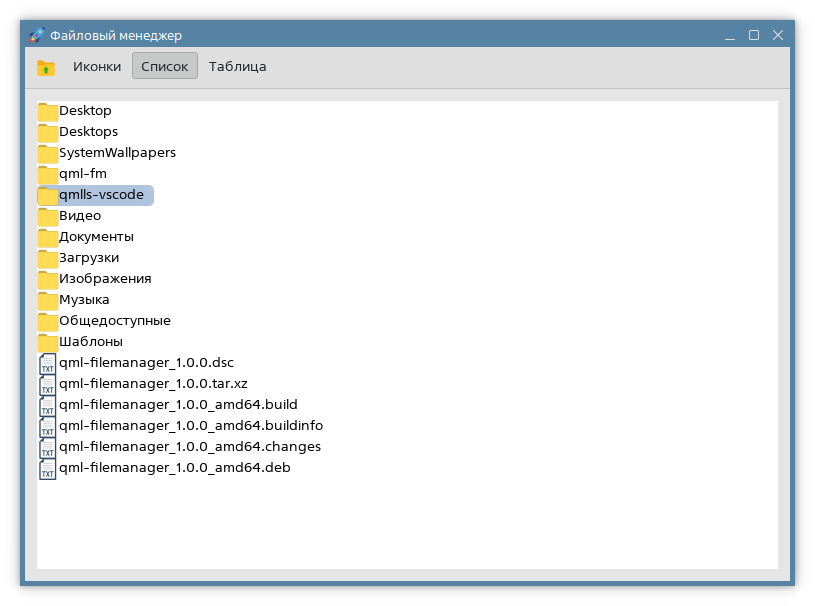 Файловый менеджер
Иконки Список Таблица
Desktop
Desktops
SystemWallpapers
qml-fm
qmlls-vscode
Видео
Документы
Загрузки
Изображения
Музыка
Общедоступные
Шаблоны
TXT qml-filemanager_1.0.0.dsc
TXT qml-filemanager_1.0.0.tar.xz
TXT qml-filemanager_1.0.0_amd64.build
TXT qml-filemanager_1.0.0_amd64.buildinfo
TXT qml-filemanager_1.0.0_amd64.changes
TXT qml-filemanager_1.0.0_amd64.deb